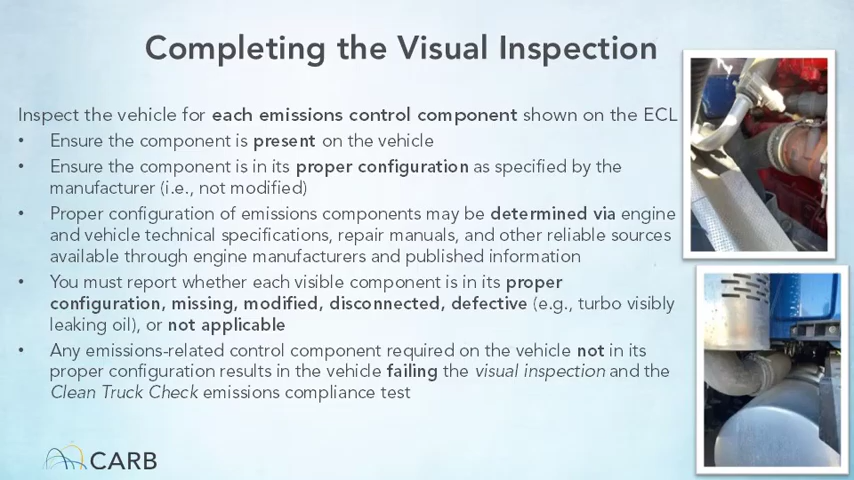 Completing the Visual Inspection
Inspect the vehicle for each emissions control component shown on the ECL
• Ensure the component is present on the vehicle
• Ensure the component is in its proper configuration as specified by the
manufacturer (i.e., not modified)
• Proper configuration of emissions components may be determined via engine
and vehicle technical specifications, repair manuals, and other reliable sources
available through engine manufacturers and published information
• You must report whether each visible component is in its proper
configuration, missing, modified, disconnected, defective (e.g., turbo visibly
leaking oil), or not applicable
• Any emissions-related control component required on the vehicle not in its
proper configuration results in the vehicle failing the visual inspection and the
Clean Truck Check emissions compliance test
CARB